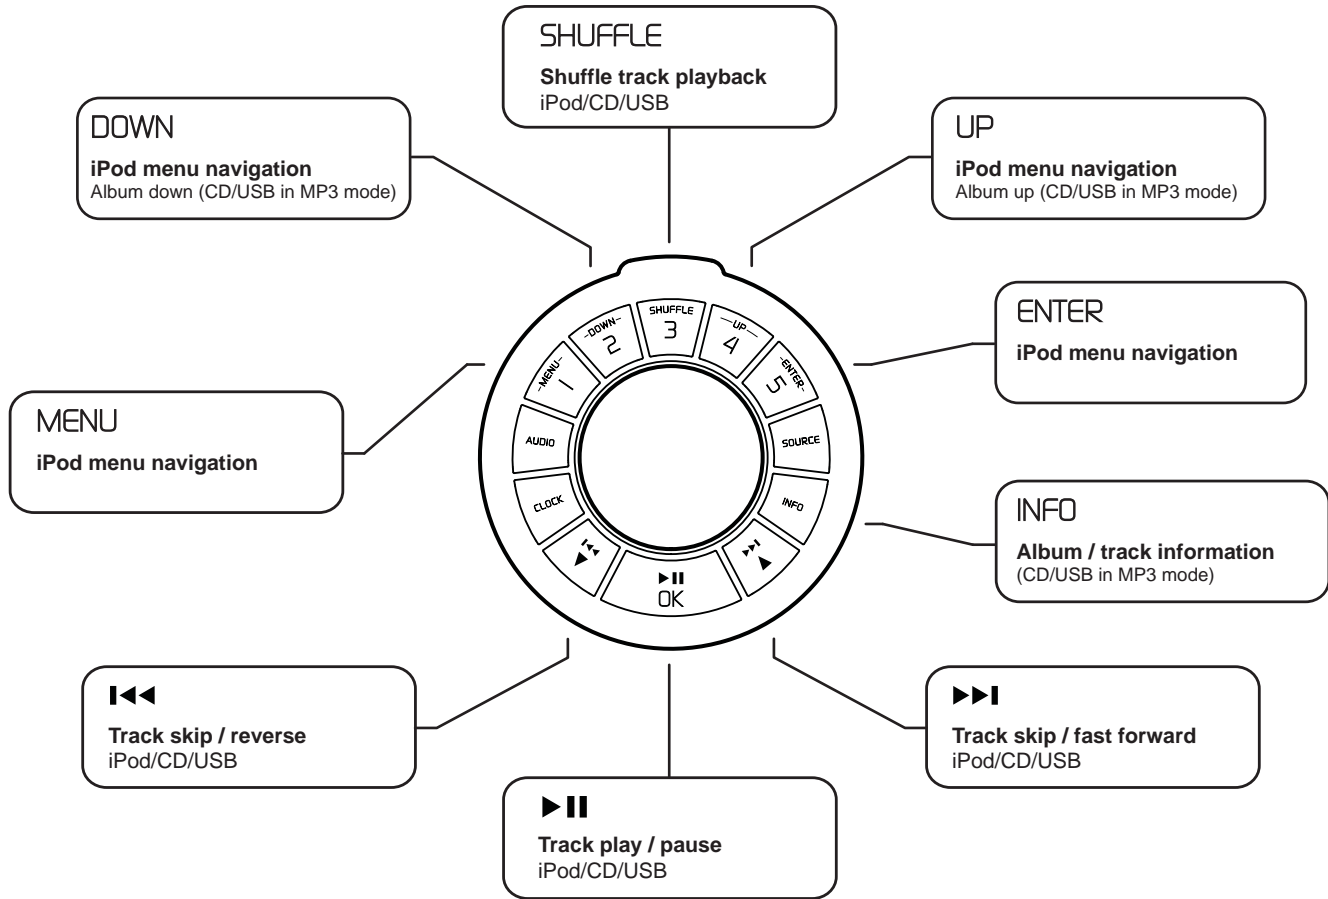 SHUFFLE
Shuffle track playback
iPod/CD/USB
DOWN
iPod menu navigation
Album down (CD/USB in MP3 mode)
UP
iPod menu navigation
Album up (CD/USB in MP3 mode)
MENU
iPod menu navigation
ENTER
iPod menu navigation
-MENU-
1
-DOWN-
2
SHUFFLE
3
-UP-
4
-ENTER-
5
AUDIO
SOURCE
CLOCK
INFO
OK
INFO
Album / track information
(CD/USB in MP3 mode)
Track skip / reverse
iPod/CD/USB
Track play / pause
iPod/CD/USB
Track skip / fast forward
iPod/CD/USB